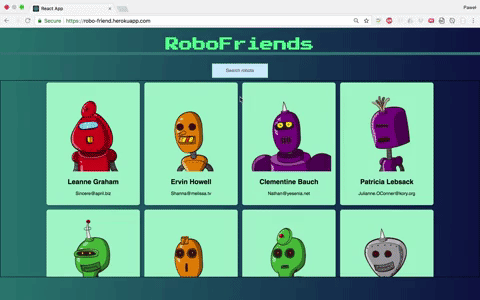 React App
Pawel
Secure
https://robo-friend.herokuapp.com
RoboFriends
Search robots
Leanne Graham
Ervin Howell
Clementine Bauch
Patricia Lebsack
Sincere@april.biz
Shanna@melissa.tv
Nathan@yesenia.net
Julianne.OConner@kory.org